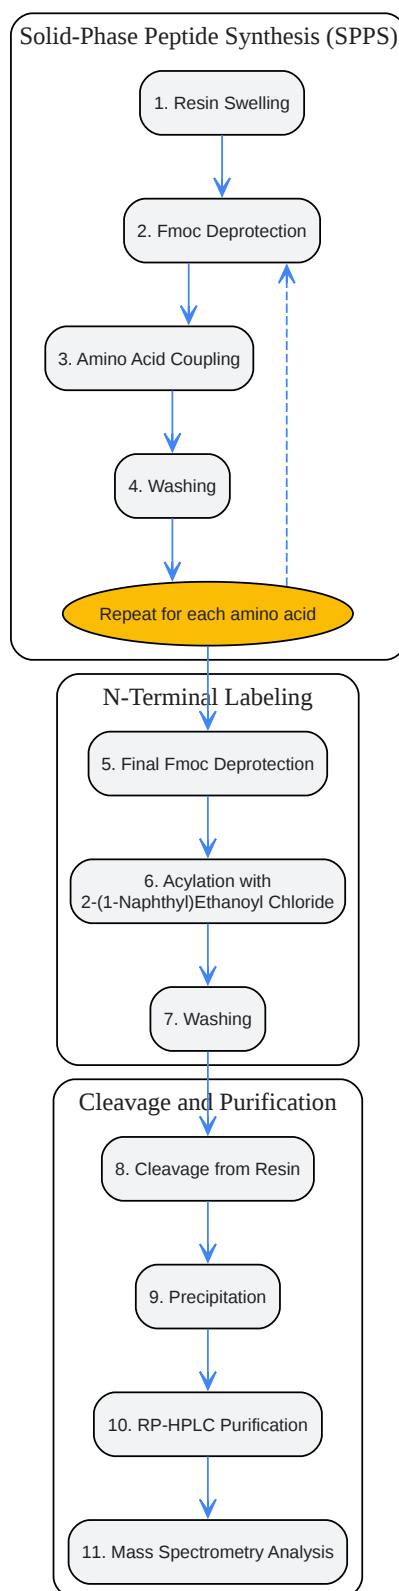 Solid-Phase Peptide Synthesis (SPPS)
1. Resin Swelling
2. Fmoc Deprotection
3. Amino Acid Coupling
4. Washing
Repeat for each amino acid
N-Terminal Labeling
5. Final Fmoc Deprotection
6. Acylation with
2-(1-Naphthyl)Ethanoyl Chloride
7. Washing
Cleavage and Purification
8. Cleavage from Resin
9. Precipitation
10. RP-HPLC Purification
11. Mass Spectrometry Analysis